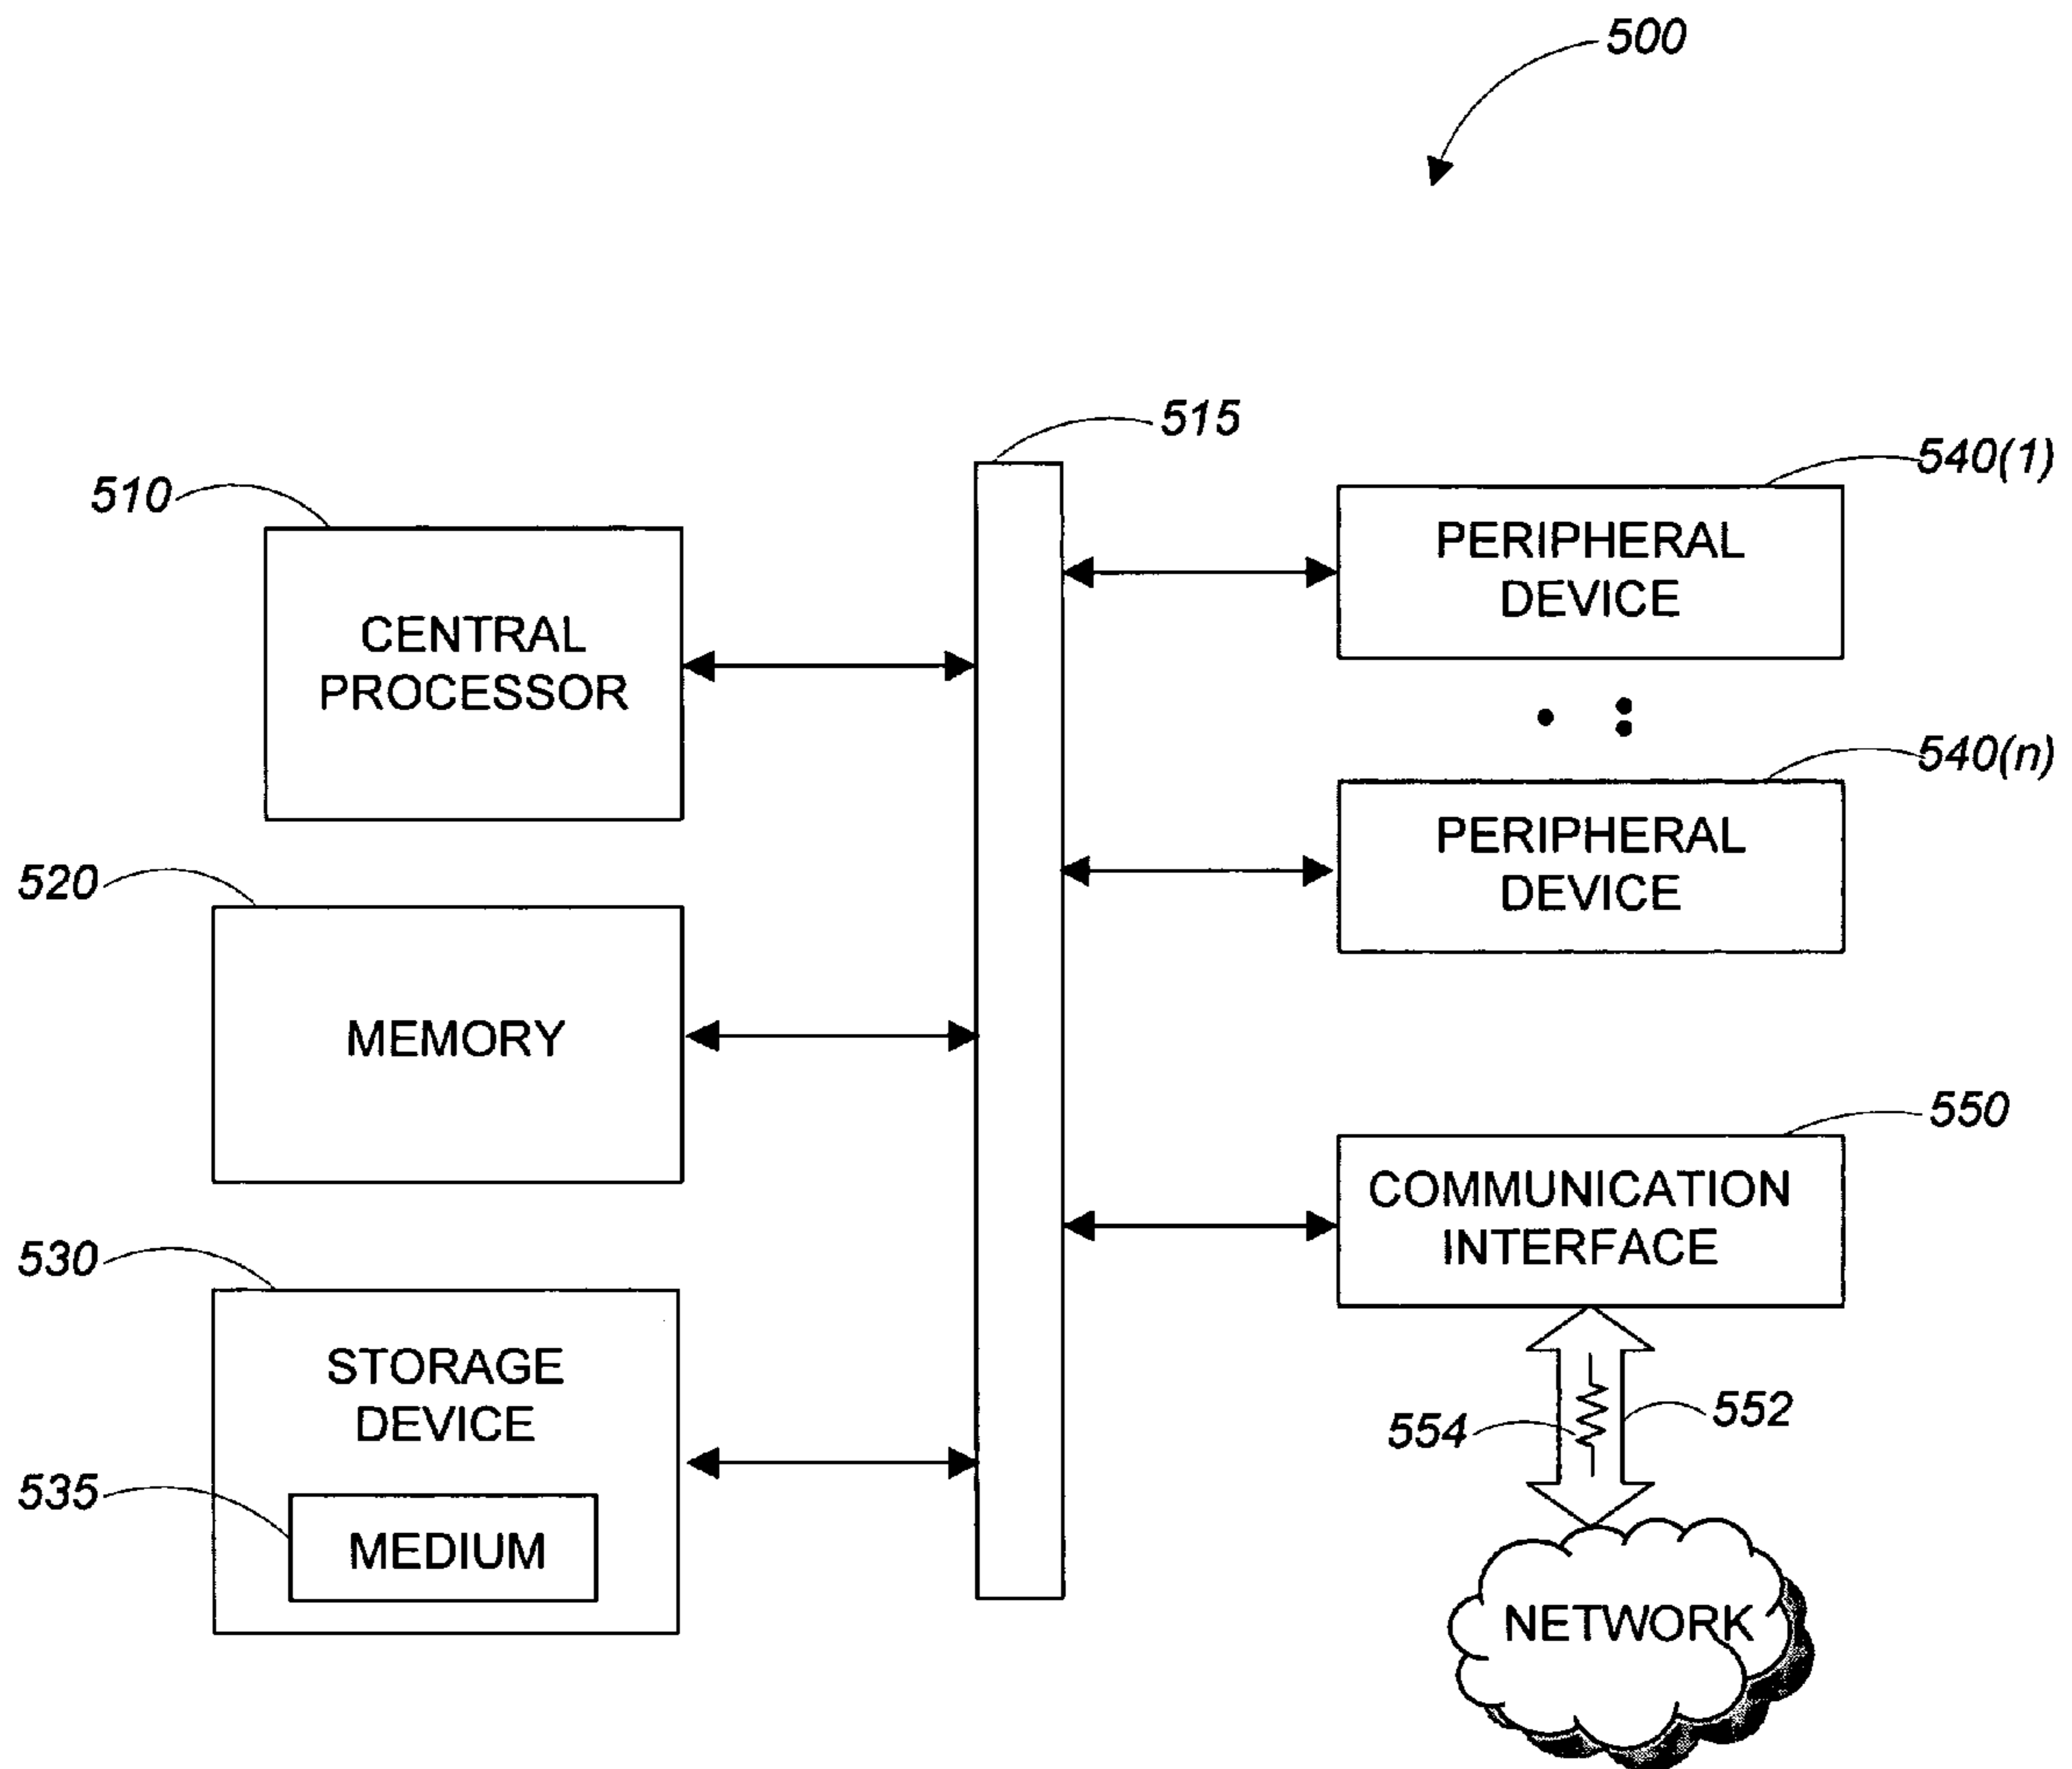 500
515
540(1)
510
PERIPHERAL
DEVICE
CENTRAL
PROCESSOR
540(n)
PERIPHERAL
DEVICE
520
MEMORY
550
COMMUNICATION
INTERFACE
530
STORAGE
DEVICE
554
552
535
MEDIUM
NETWORK